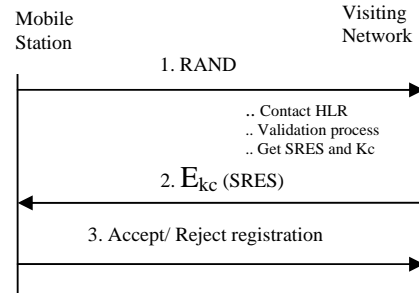 Mobile
Station
Visiting
Network
1. RAND
.. Contact HLR
.. Validation process
.. Get SRES and Kc
2. Ekc (SRES)
3. Accept/ Reject registration